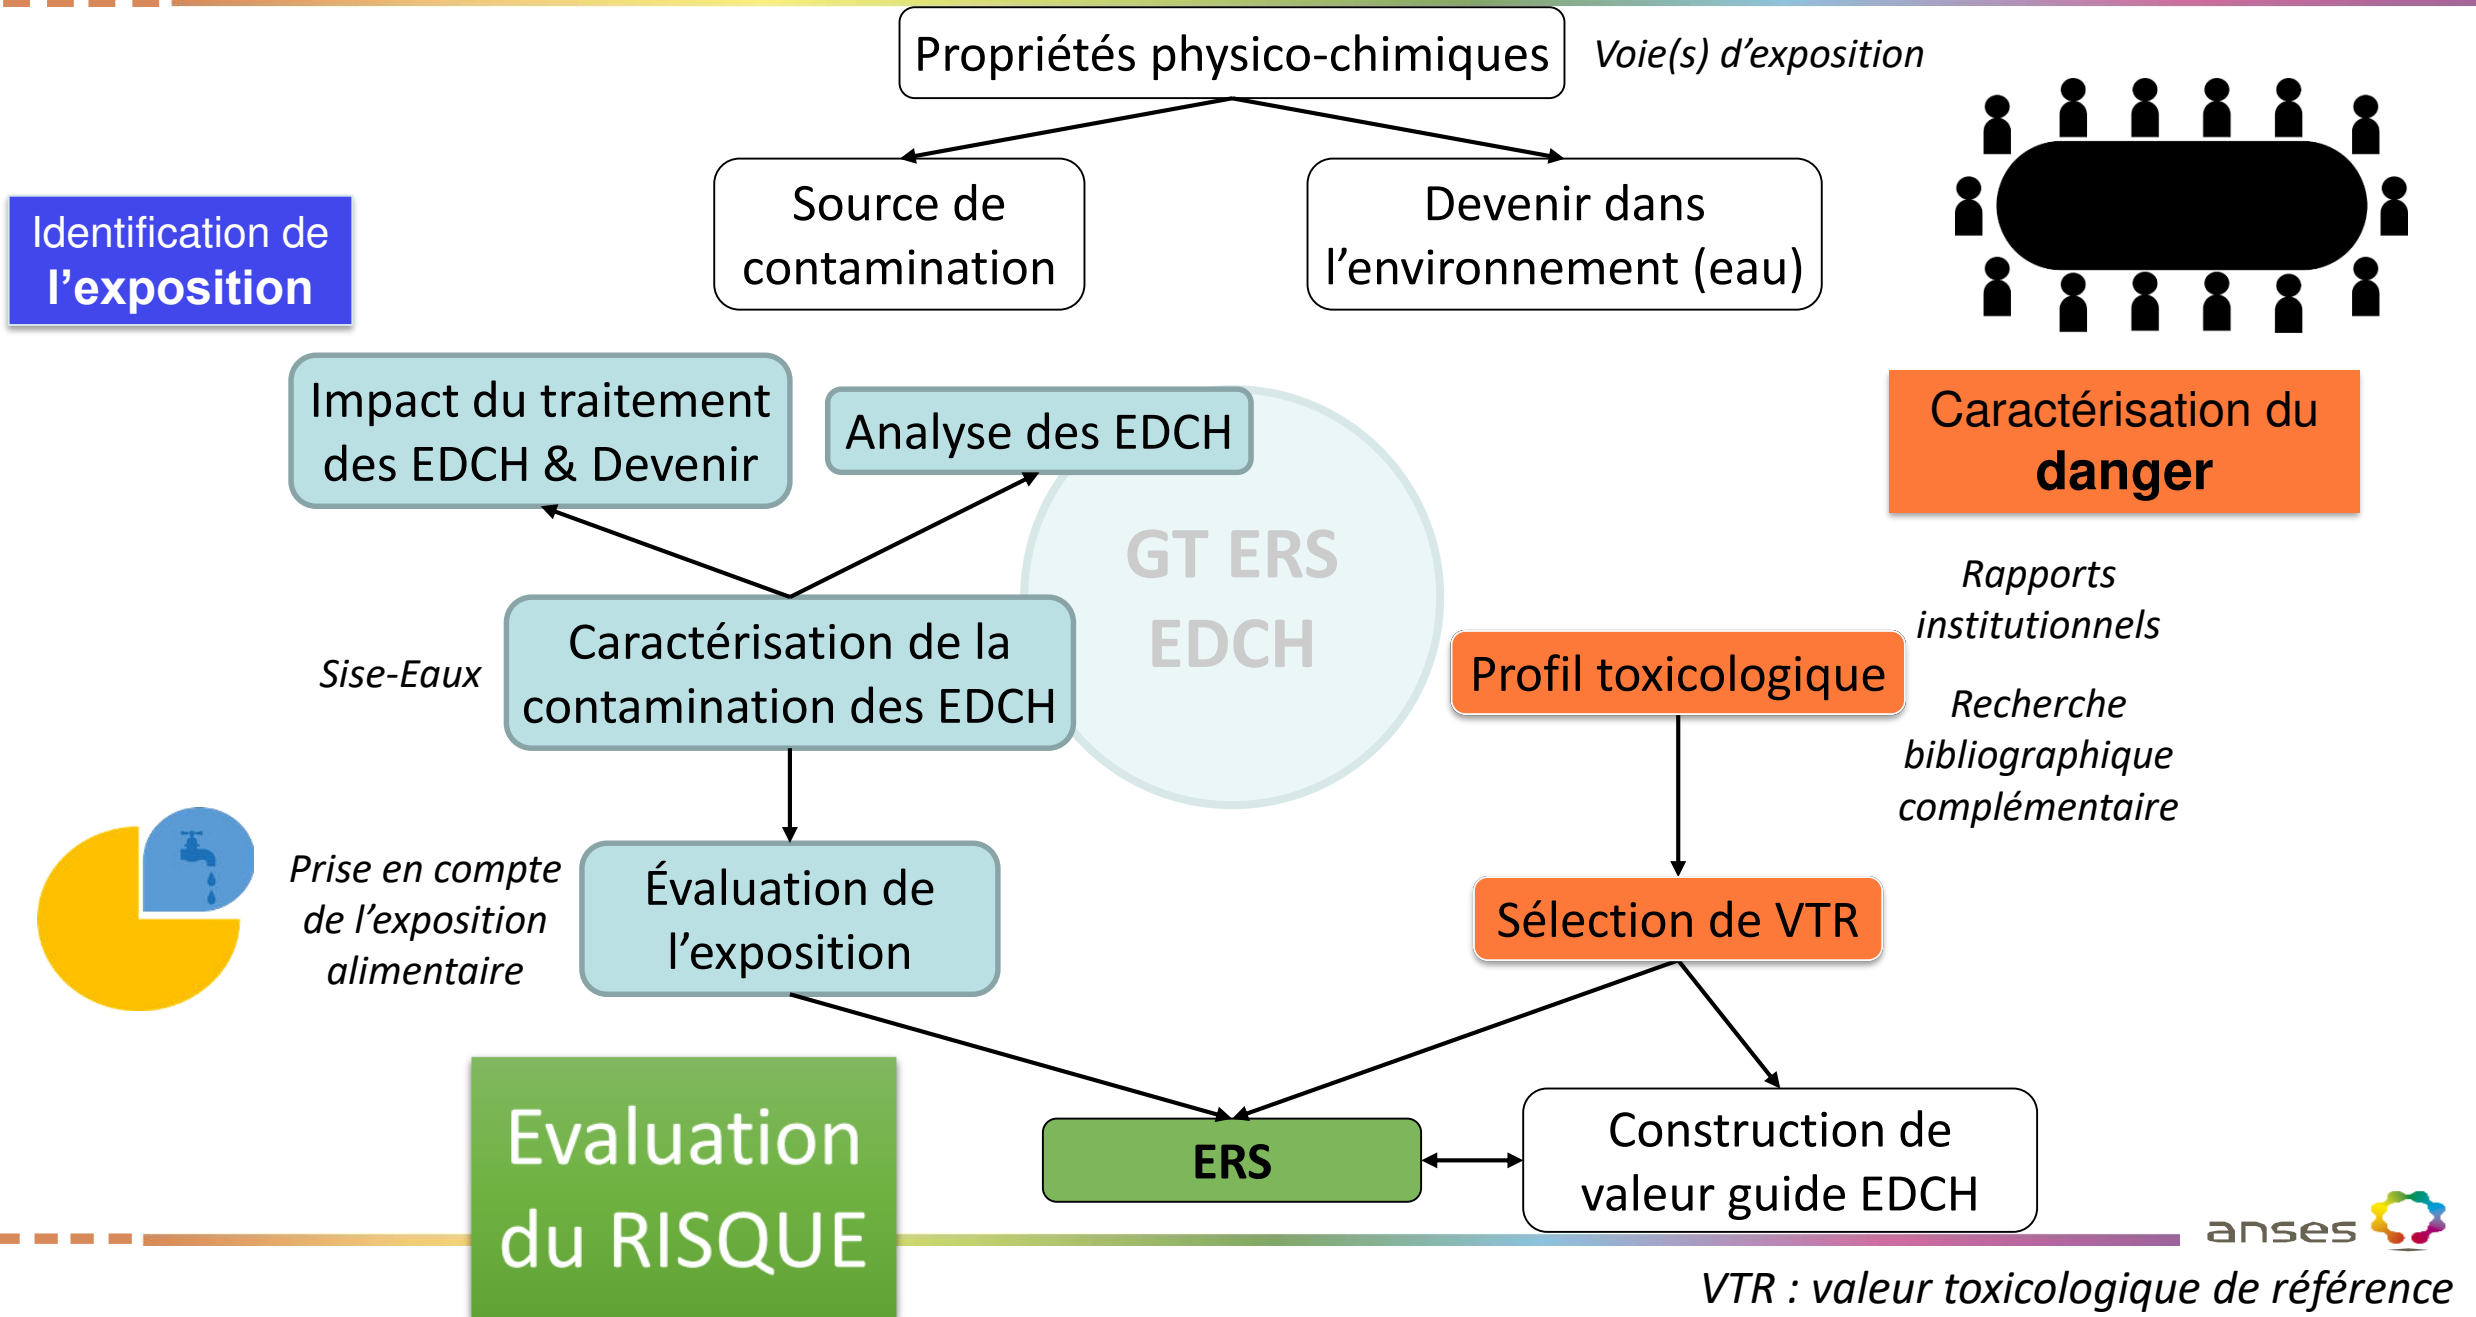 Propriétés physico-chimiques
Voie(s) d’exposition
Source de
contamination
Devenir dans
l’environnement (eau)
Identification de
l’exposition
Impact du traitement
des EDCH & Devenir
Analyse des EDCH
Caractérisation du
danger
GT ERS
EDCH
Rapports
institutionnels
Sise-Eaux
Caractérisation de la
contamination des EDCH
Profil toxicologique
Recherche
bibliographique
complémentaire
Prise en compte
de l’exposition
alimentaire
Évaluation de
l’exposition
Sélection de VTR
Evaluation
du RISQUE
ERS
Construction de
valeur guide EDCH
anses
VTR : valeur toxicologique de référence